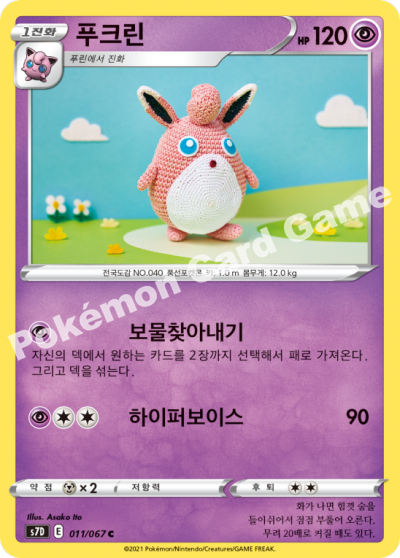 1진화
푸크린
HP 120
푸린에서 진화
전국도감 NO.040 풍선포켓몬 키: 1.0 m 몸무게: 12.0 kg
Pokémon Card Game
보물찾아내기
자신의 덱에서 원하는 카드를 2장까지 선택해서 패로 가져온다.
그리고 덱을 섞는다.
하이퍼보이스 90
약 점 ×2 저항력 후 퇴
Illus. Asako Ito
s7D E 011/067 C
화가 나면 힘껏 숨을
들이쉬어서 점점 부풀어 오른다.
무려 20배로 커질 때도 있다.
©2021 Pokémon/Nintendo/Creatures/GAME FREAK.